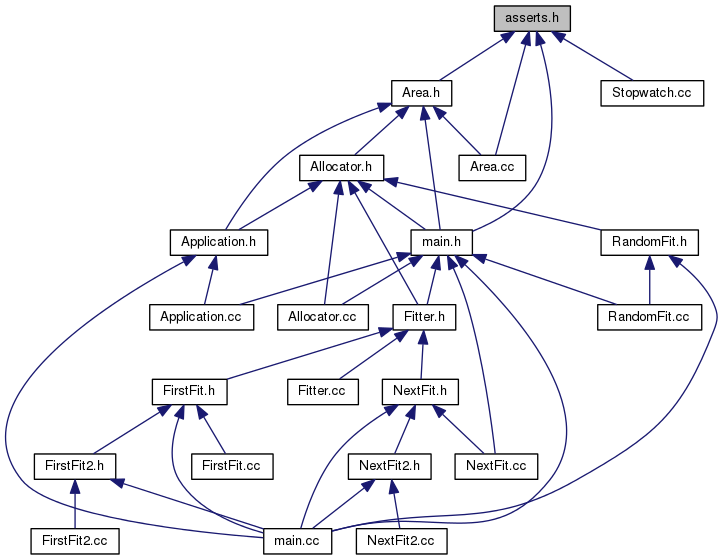 asserts.h
Area.h
Stopwatch.cc
Allocator.h
Area.cc
Application.h
main.h
RandomFit.h
Application.cc
Allocator.cc
Fitter.h
RandomFit.cc
FirstFit.h
Fitter.cc
NextFit.h
FirstFit2.h
FirstFit.cc
NextFit2.h
NextFit.cc
FirstFit2.cc
main.cc
NextFit2.cc